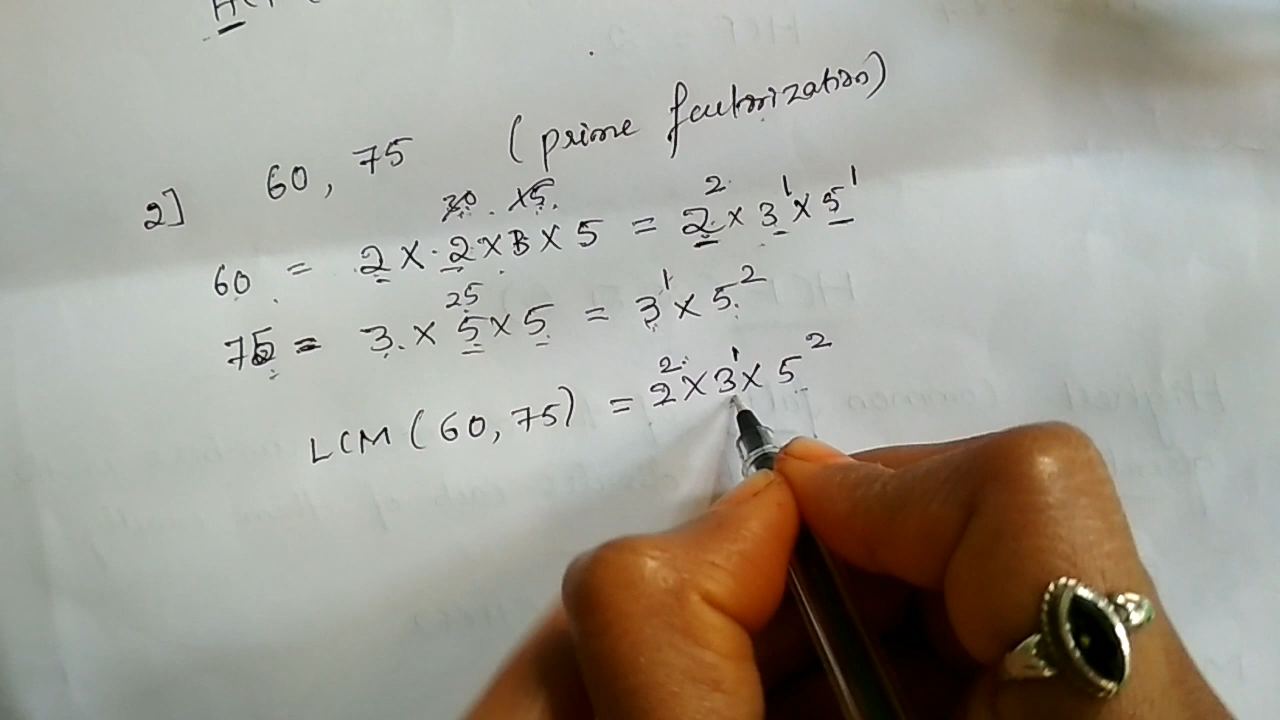 2] 60, 75 (prime factorization)
30 . 15.
60 = 2 × 2 × 3 × 5 = 2² × 3¹ × 5¹
25
75 = 3 × 5 × 5 = 3¹ × 5²
LCM (60, 75) = 2² × 3¹ × 5²